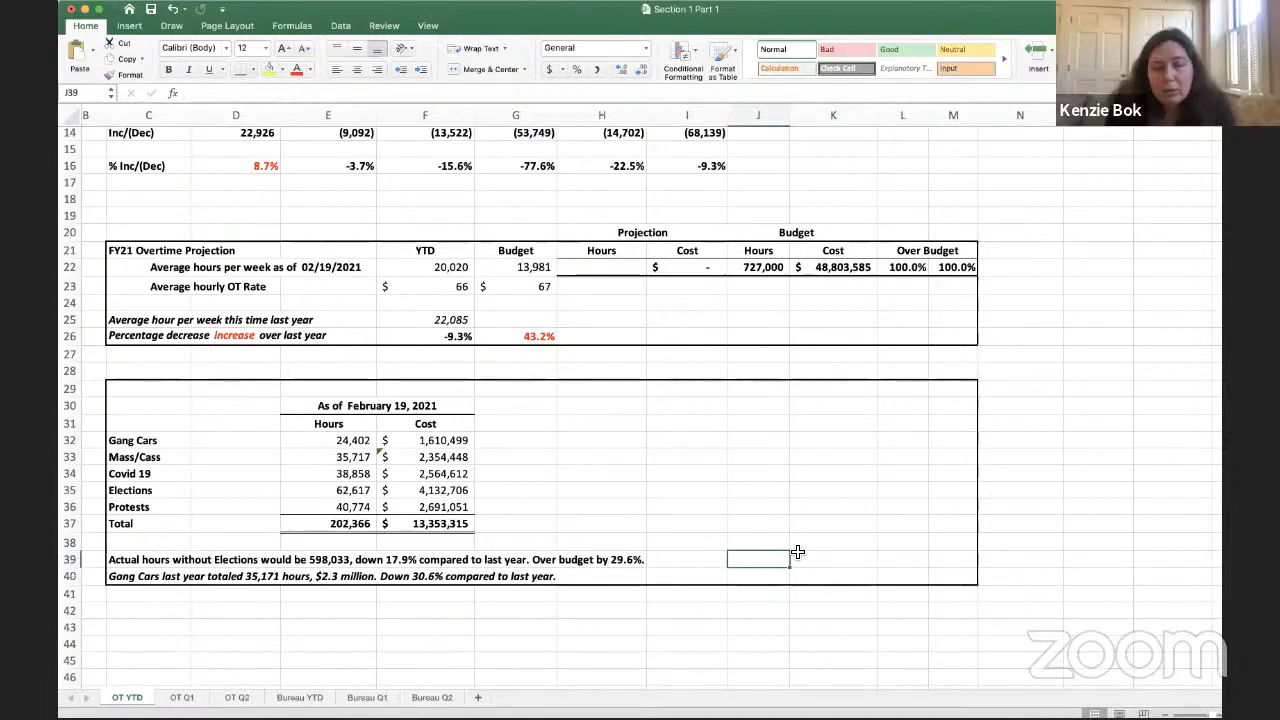 Section 1 Part 1
Home Insert Draw Page Layout Formulas Data Review View
Cut
Copy
Format
Paste
Calibri (Body) 12 A A
B I U A
Wrap Text
Merge & Center
General
$ %
Conditional Formatting
Format as Table
Normal Bad Good Neutral
Calculation Check Cell Explanatory T... Input
Insert
Kenzie Bok
J39 fx
B C D E F G H I J K L M N
14 Inc/(Dec) 22,926 (9,092) (13,522) (53,749) (14,702) (68,139)
15
16 % Inc/(Dec) 8.7% -3.7% -15.6% -77.6% -22.5% -9.3%
17
18
19
20 Projection Budget
21 FY21 Overtime Projection YTD Budget Hours Cost Hours Cost Over Budget
22 Average hours per week as of 02/19/2021 20,020 13,981 $ - 727,000 $ 48,803,585 100.0% 100.0%
23 Average hourly OT Rate $ 66 $ 67
24
25 Average hour per week this time last year 22,085
26 Percentage decrease increase over last year -9.3% 43.2%
27
28
29
30 As of February 19, 2021
31 Hours Cost
32 Gang Cars 24,402 $ 1,610,499
33 Mass/Cass 35,717 $ 2,354,448
34 Covid 19 38,858 $ 2,564,612
35 Elections 62,617 $ 4,132,706
36 Protests 40,774 $ 2,691,051
37 Total 202,366 $ 13,353,315
38
39 Actual hours without Elections would be 598,033, down 17.9% compared to last year. Over budget by 29.6%.
40 Gang Cars last year totaled 35,171 hours, $2.3 million. Down 30.6% compared to last year.
41
42
43
44
45
46
zoom
OT YTD OT Q1 OT Q2 Bureau YTD Bureau Q1 Bureau Q2 +